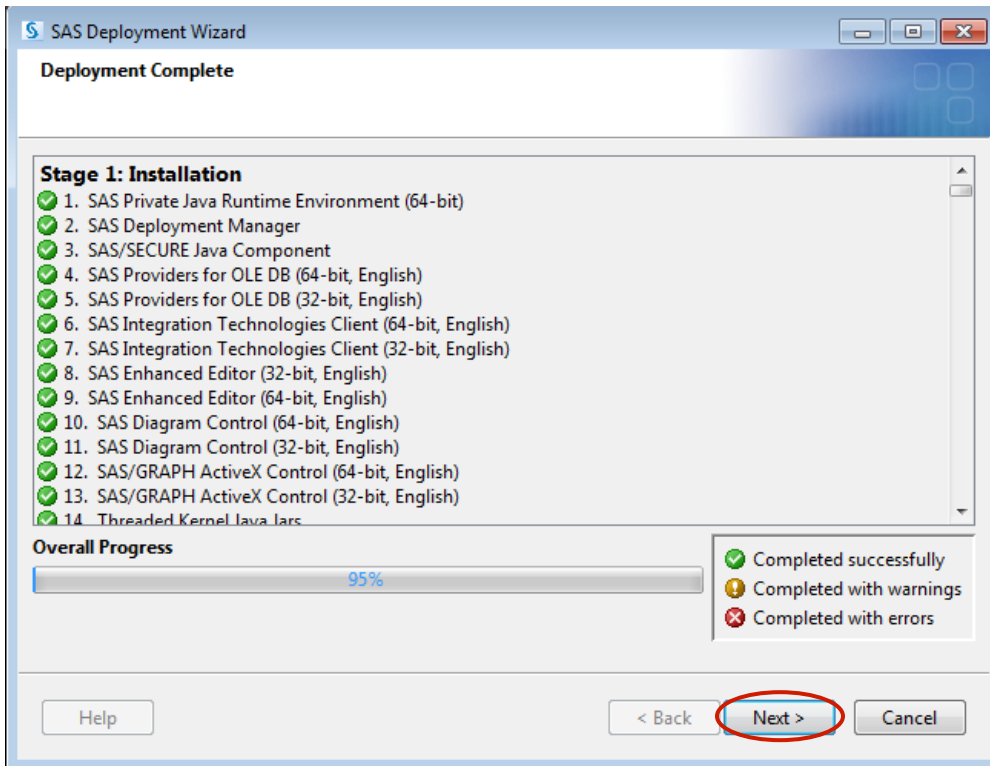 SAS Deployment Wizard
Deployment Complete
Stage 1: Installation
1. SAS Private Java Runtime Environment (64-bit)
2. SAS Deployment Manager
3. SAS/SECURE Java Component
4. SAS Providers for OLE DB (64-bit, English)
5. SAS Providers for OLE DB (32-bit, English)
6. SAS Integration Technologies Client (64-bit, English)
7. SAS Integration Technologies Client (32-bit, English)
8. SAS Enhanced Editor (32-bit, English)
9. SAS Enhanced Editor (64-bit, English)
10. SAS Diagram Control (64-bit, English)
11. SAS Diagram Control (32-bit, English)
12. SAS/GRAPH ActiveX Control (64-bit, English)
13. SAS/GRAPH ActiveX Control (32-bit, English)
14. Threaded Kernel Java Jars
Overall Progress
95%
Completed successfully
Completed with warnings
Completed with errors
Help
< Back
Next >
Cancel